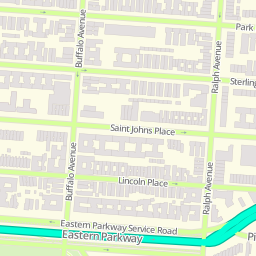 Park
Buffalo Avenue
Ralph Avenue
Sterling
Saint Johns Place
Buffalo Avenue
Ralph Avenue
Lincoln Place
Eastern Parkway Service Road
Eastern Parkway
Pi